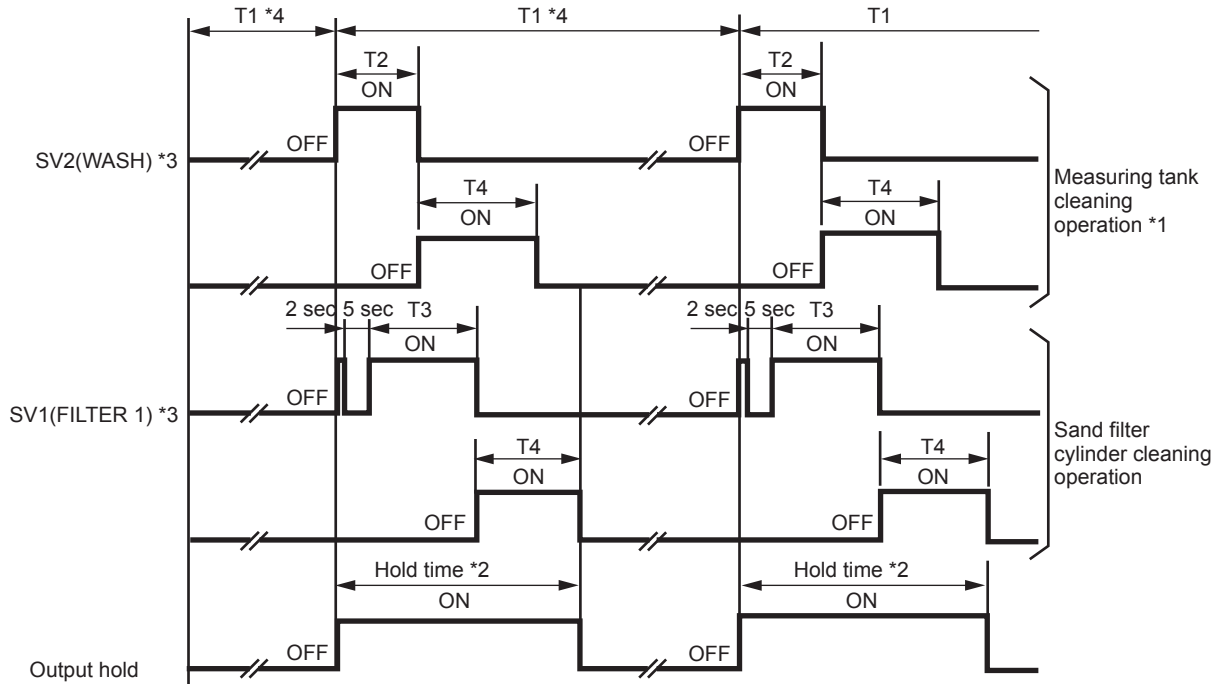 T1 *4 T1 *4 T1
T2 T2
ON ON
OFF OFF
SV2(WASH) *3
T4 T4
ON ON
Measuring tank
cleaning
operation *1
OFF OFF
2 sec 5 sec T3 2 sec 5 sec T3
ON ON
OFF OFF
SV1(FILTER 1) *3
T4 T4
ON ON
Sand filter
cylinder cleaning
operation
OFF OFF
Hold time *2 Hold time *2
ON ON
OFF OFF
Output hold